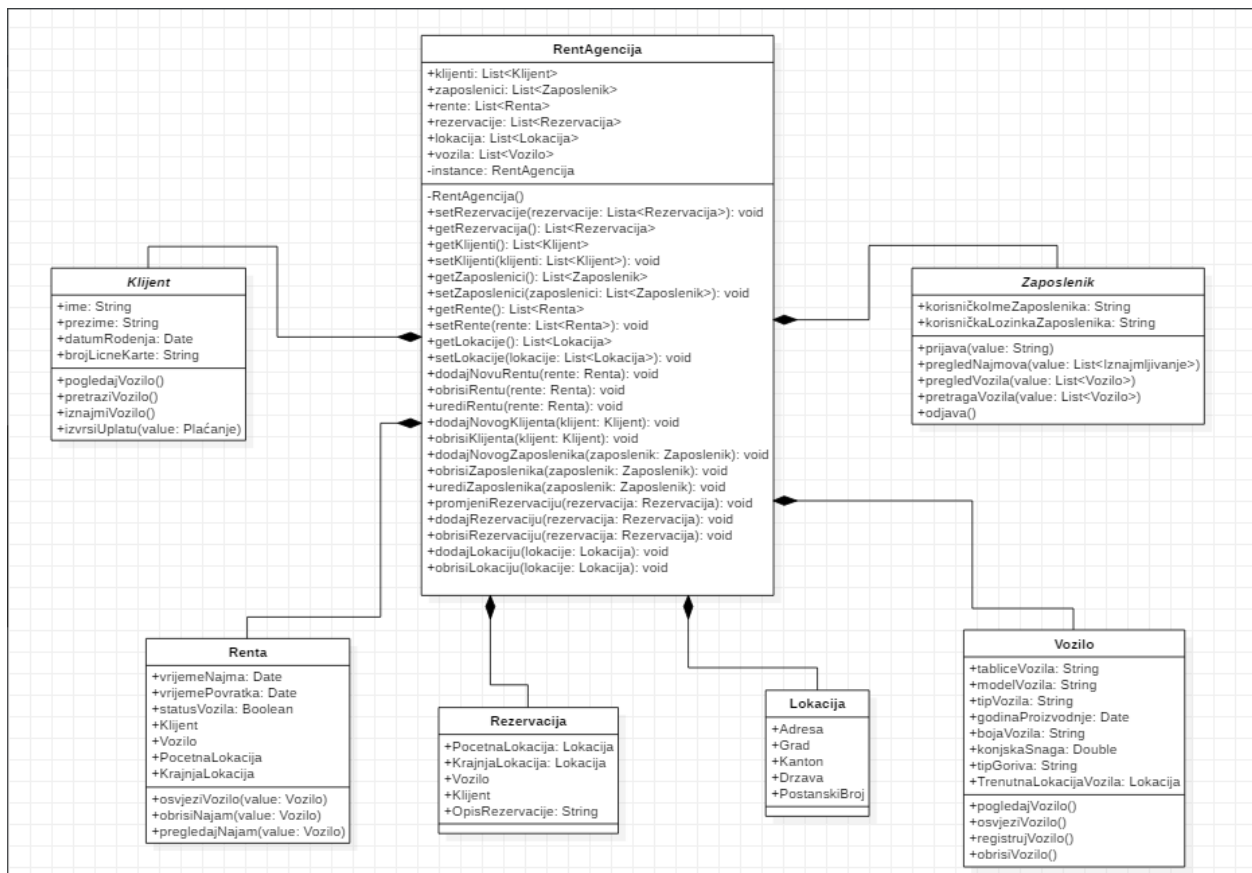 RentAgencija
+klijenti: List<Klijent>
+zaposlenici: List<Zaposlenik>
+rente: List<Renta>
+rezervacije: List<Rezervacija>
+lokacija: List<Lokacija>
+vozila: List<Vozilo>
-instance: RentAgencija
-RentAgencija()
+setRezervacije(rezervacije: Lista<Rezervacija>): void
+getRezervacija(): List<Rezervacija>
+getKlijenti(): List<Klijent>
+setKlijenti(klijenti: List<Klijent>): void
+getZaposlenici(): List<Zaposlenik>
+setZaposlenici(zaposlenici: List<Zaposlenik>): void
+getRente(): List<Renta>
+setRente(rente: List<Renta>): void
+getLokacije(): List<Lokacija>
+setLokacije(lokacije: List<Lokacija>): void
+dodajNovuRentu(rente: Renta): void
+obrisiRentu(rente: Renta): void
+urediRentu(rente: Renta): void
+dodajNovogKlijenta(klijent: Klijent): void
+obrisiKlijenta(klijent: Klijent): void
+dodajNovogZaposlenika(zaposlenik: Zaposlenik): void
+obrisiZaposlenika(zaposlenik: Zaposlenik): void
+urediZaposlenika(zaposlenik: Zaposlenik): void
+promjeniRezervaciju(rezervacija: Rezervacija): void
+dodajRezervaciju(rezervacija: Rezervacija): void
+obrisiRezervaciju(rezervacija: Rezervacija): void
+dodajLokaciju(lokacije: Lokacija): void
+obrisiLokaciju(lokacije: Lokacija): void
Klijent
+ime: String
+prezime: String
+datumRodenja: Date
+brojLicneKarte: String
+pogledajVozilo()
+pretraziVozilo()
+iznajmiVozilo()
+izvrsiUplatu(value: Plaćanje)
Zaposlenik
+korisničkoImeZaposlenika: String
+korisničkaLozinkaZaposlenika: String
+prijava(value: String)
+pregledNajmova(value: List<Iznajmljivanje>)
+pregledVozila(value: List<Vozilo>)
+pretragaVozila(value: List<Vozilo>)
+odjava()
Renta
+vrijemeNajma: Date
+vrijemePovratka: Date
+statusVozila: Boolean
+Klijent
+Vozilo
+PocetnaLokacija
+KrajnjaLokacija
+osvjeziVozilo(value: Vozilo)
+obrisiNajam(value: Vozilo)
+pregledajNajam(value: Vozilo)
Rezervacija
+PocetnaLokacija: Lokacija
+KrajnjaLokacija: Lokacija
+Vozilo
+Klijent
+OpisRezervacije: String
Lokacija
+Adresa
+Grad
+Kanton
+Drzava
+PostanskiBroj
Vozilo
+tabliceVozila: String
+modelVozila: String
+tipVozila: String
+godinaProizvodnje: Date
+bojaVozila: String
+konjskaSnaga: Double
+tipGoriva: String
+TrenutnaLokacijaVozila: Lokacija
+pogledajVozilo()
+osvjeziVozilo()
+registrujVozilo()
+obrisiVozilo()